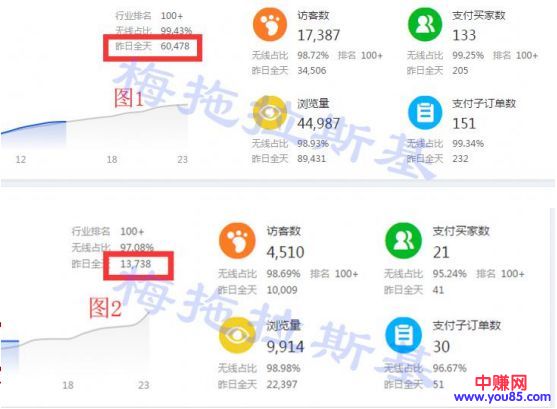 行业排名 100+
无线占比 99.43%
昨日全天 60,478
图1
12 18 23
访客数
17,387
无线占比 98.72% 排名 100+
昨日全天 34,506
支付买家数
133
无线占比 99.25% 排名 100+
昨日全天 205
浏览量
44,987
无线占比 98.93%
昨日全天 89,431
支付子订单数
151
无线占比 99.34%
昨日全天 232
梅拖拉斯基
行业排名 100+
无线占比 97.08%
昨日全天 13,738
图2
18 23
访客数
4,510
无线占比 98.69% 排名 100+
昨日全天 10,009
支付买家数
21
无线占比 95.24% 排名 100+
昨日全天 41
浏览量
9,914
无线占比 98.98%
昨日全天 22,397
支付子订单数
30
无线占比 96.67%
昨日全天 51
梅拖拉斯基
中赚网
www.you85.com